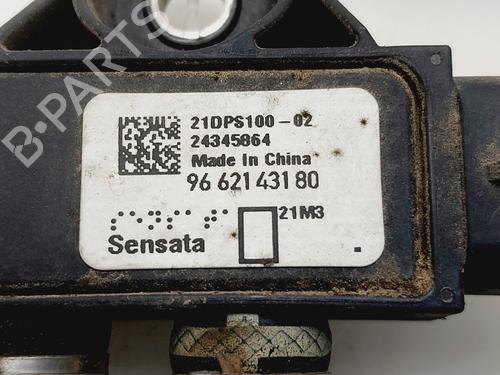 21DPS100-02
24345864
Made In China
96 621 431 80
21M3
Sensata
B-PARTS